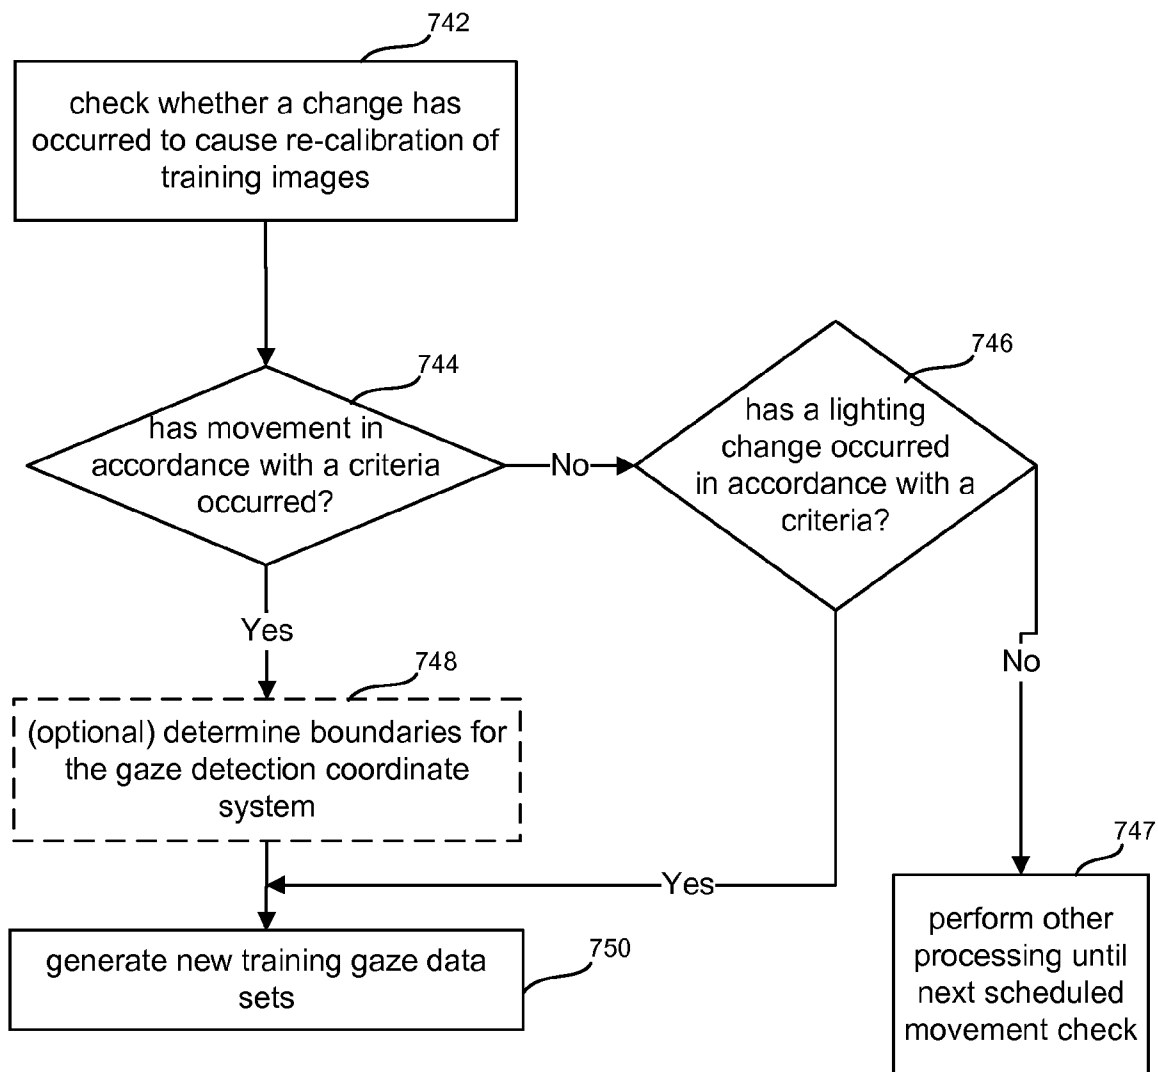 742
check whether a change has
occurred to cause re-calibration of
training images
744
has movement in
accordance with a criteria
occurred?
No
746
has a lighting
change occurred
in accordance with a
criteria?
Yes
No
748
(optional) determine boundaries for
the gaze detection coordinate
system
Yes
747
perform other
processing until
next scheduled
movement check
generate new training gaze data
sets
750